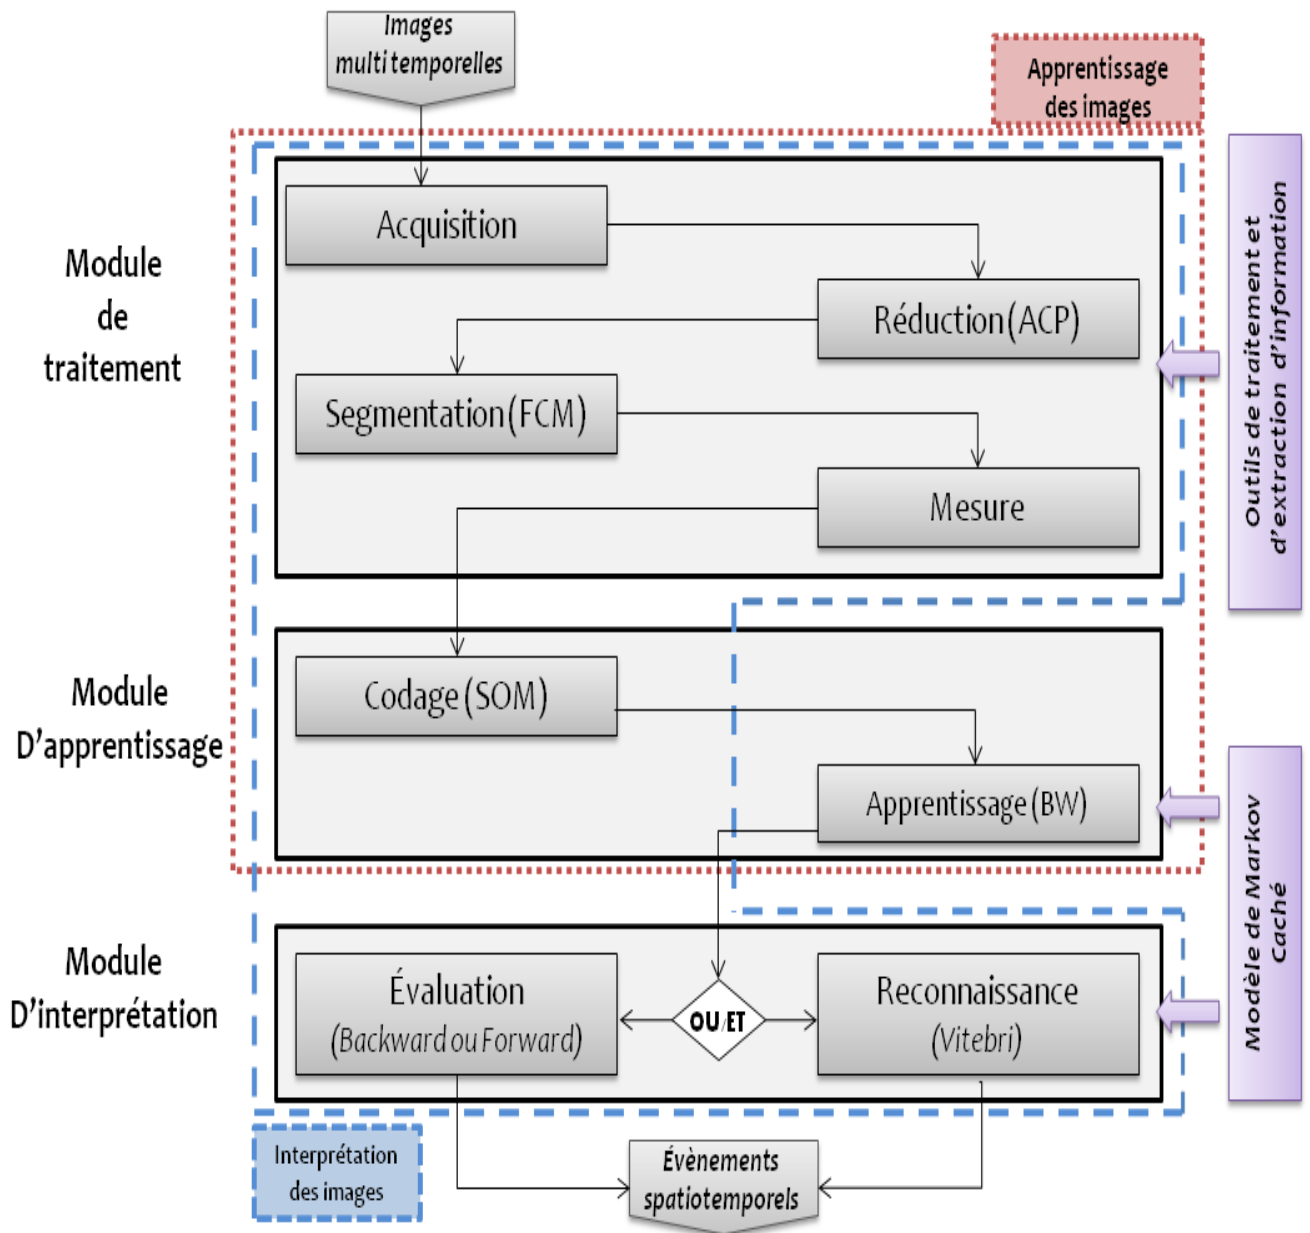 Images
multi temporelles
Apprentissage
des images
Module
de
traitement
Acquisition
Réduction (ACP)
Segmentation (FCM)
Mesure
Outils de traitement et
d'extraction d'information
Module
D'apprentissage
Codage (SOM)
Apprentissage (BW)
Modèle de Markov
Caché
Module
D'interprétation
Évaluation
(Backward ou Forward)
OU/ET
Reconnaissance
(Vitebri)
Interprétation
des images
Évènements
spatiotemporels